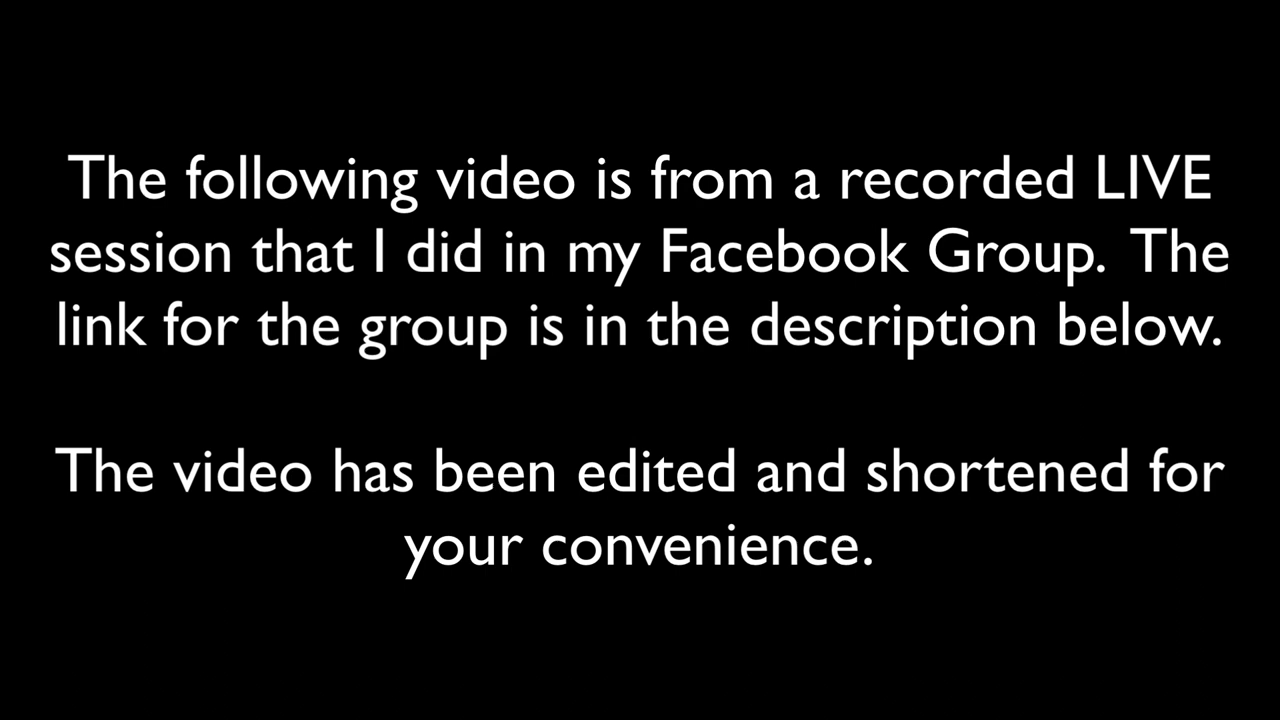 The following video is from a recorded LIVE
session that I did in my Facebook Group.  The
link for the group is in the description below.
The video has been edited and shortened for
your convenience.